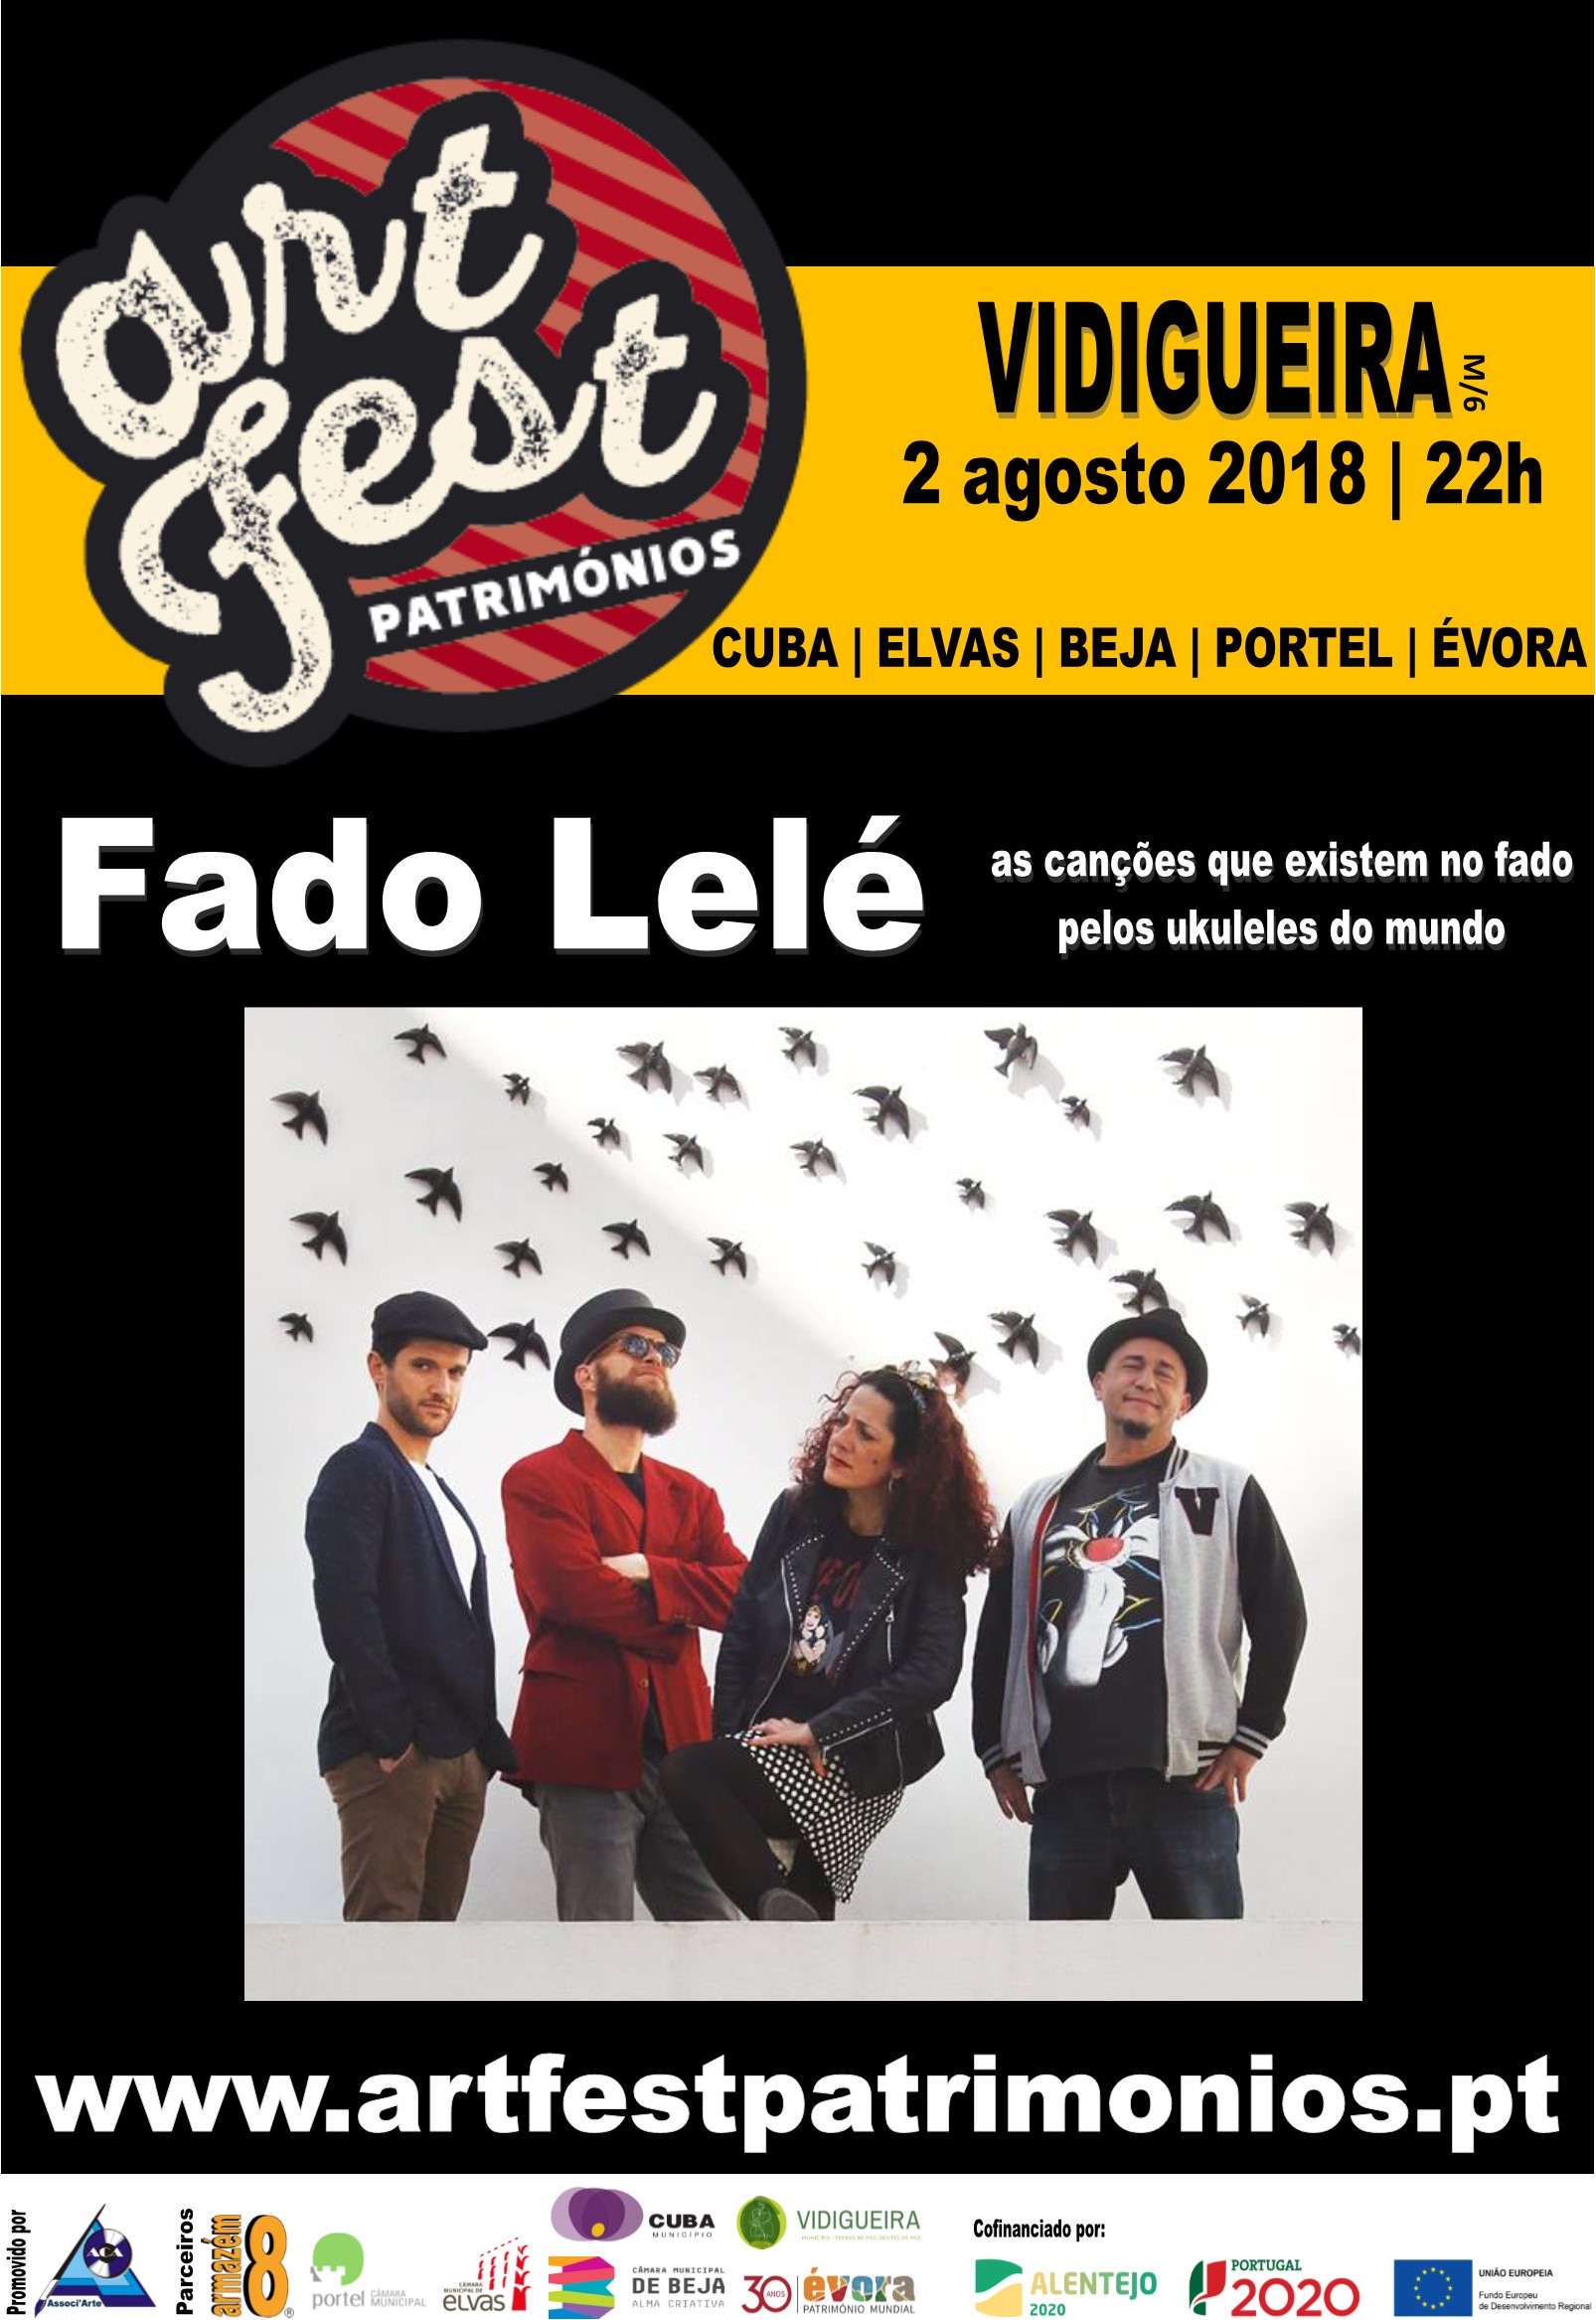 art
fest
PATRIMÓNIOS
VIDIGUEIRA M/6
2 agosto 2018 | 22h
CUBA | ELVAS | BEJA | PORTEL | ÉVORA
Fado Lelé
as canções que existem no fado
pelos ukuleles do mundo
V
www.artfestpatrimonios.pt
Promovido por
ACA
Associ'Arte
Parceiros
armazém 8 ®
portel CÂMARA MUNICIPAL
CÂMARA MUNICIPAL DE
elvas
CUBA
MUNICÍPIO
VIDIGUEIRA
CÂMARA MUNICIPAL
DE BEJA
ALMA CRIATIVA
30 ANOS
évora
PATRIMÓNIO MUNDIAL
Cofinanciado por:
ALENTEJO
2020
PORTUGAL
2020
UNIÃO EUROPEIA
Fundo Europeu
de Desenvolvimento Regional